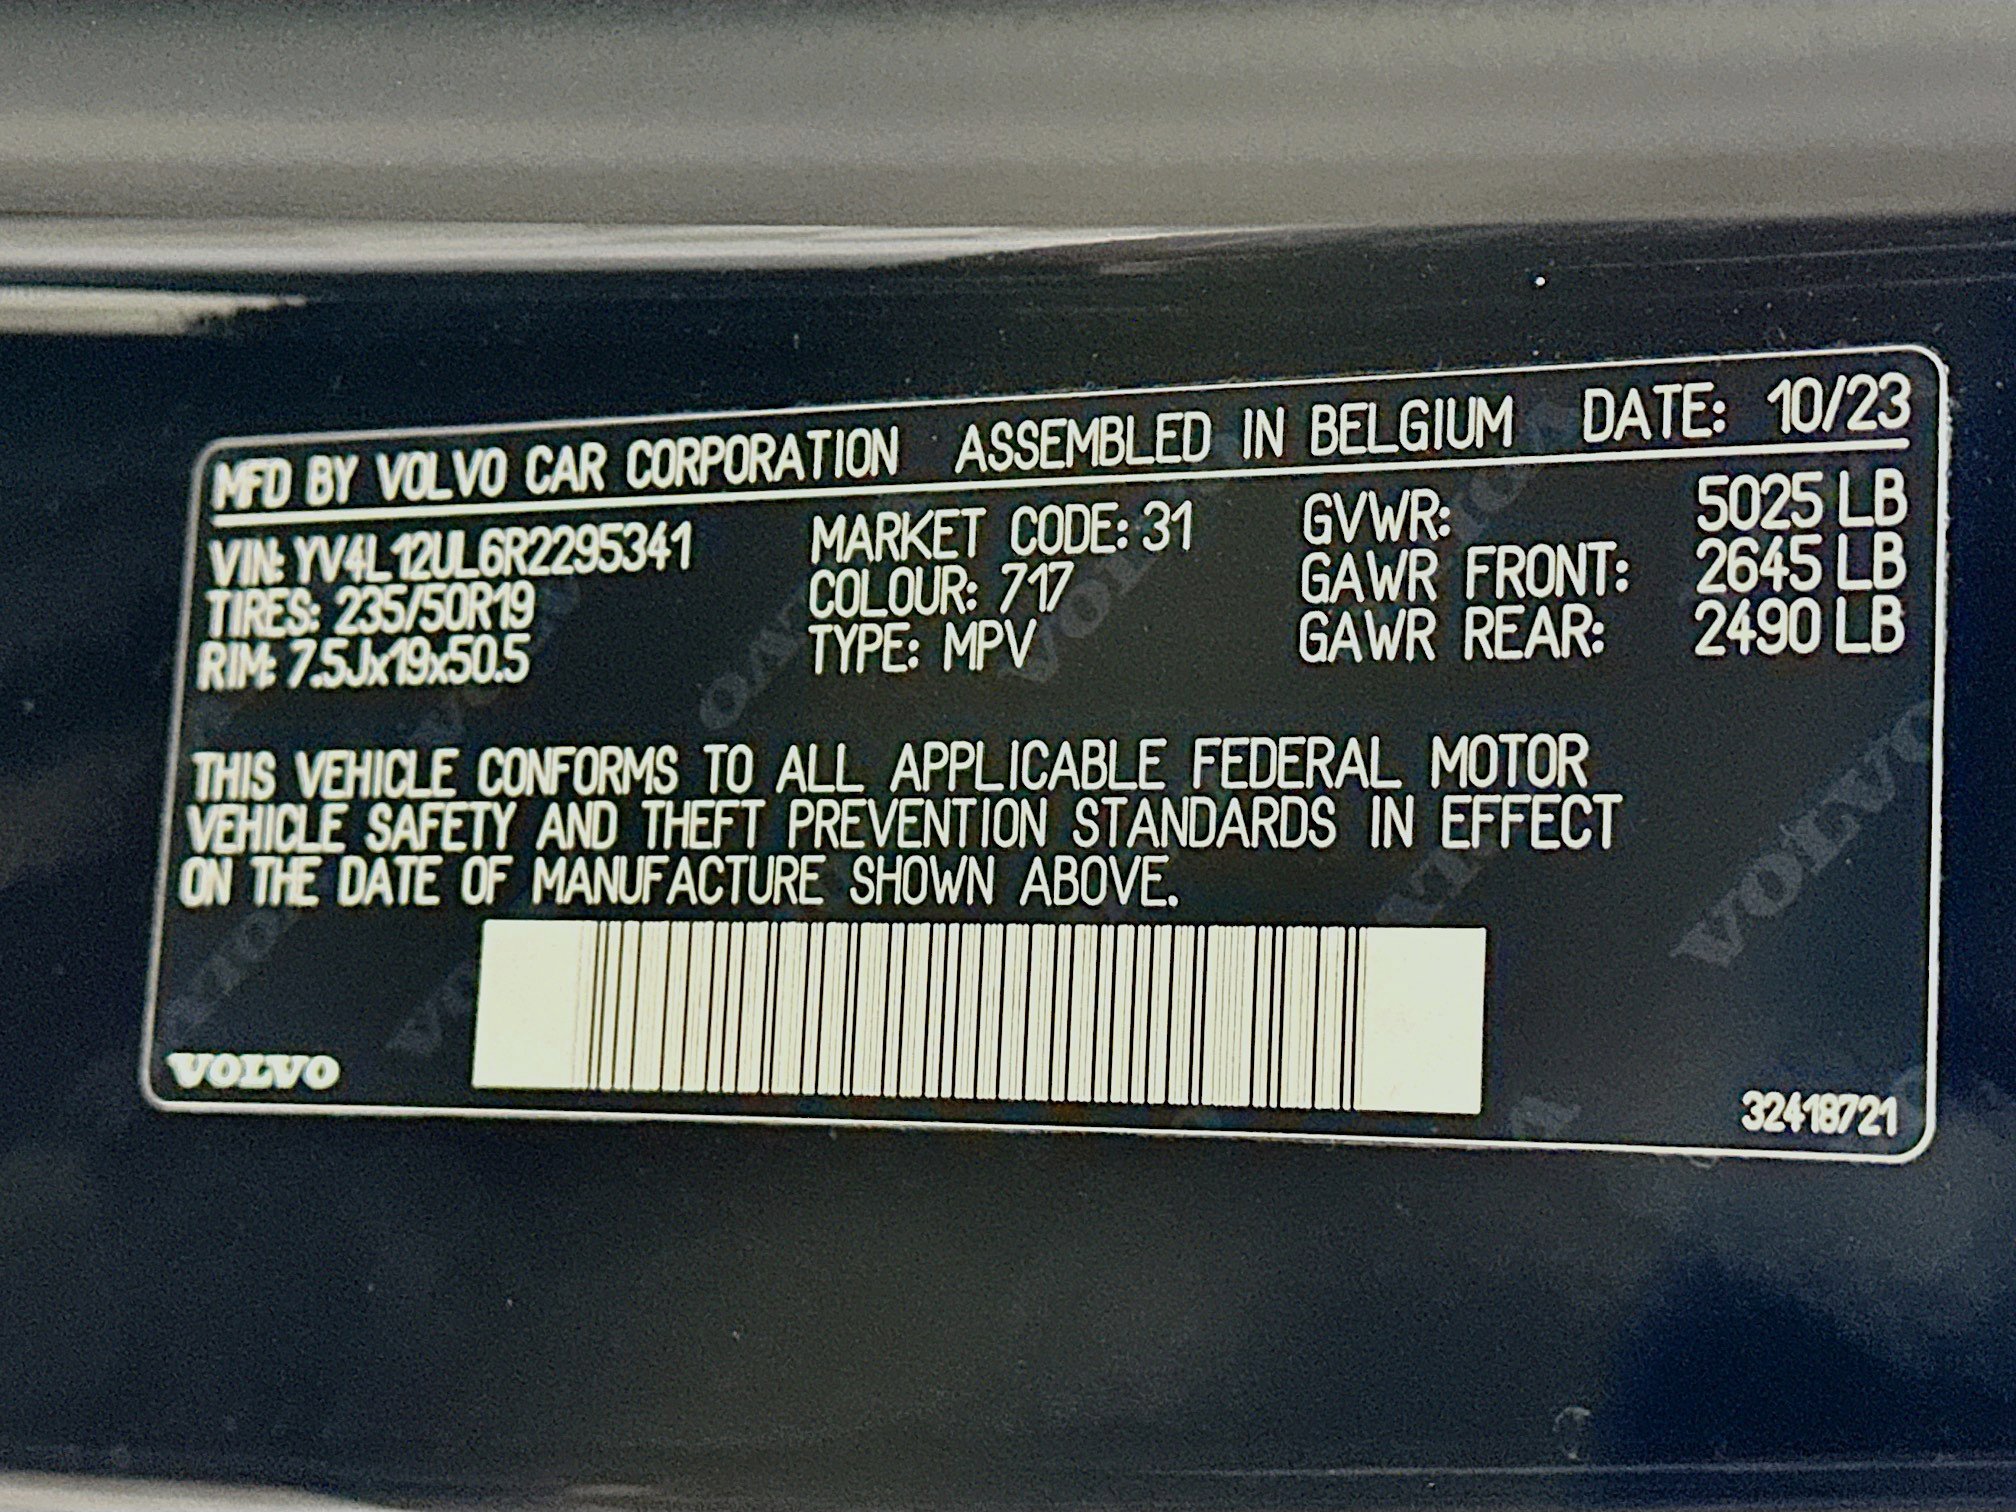 MFD BY VOLVO CAR CORPORATION ASSEMBLED IN BELGIUM DATE: 10/23
VIN: YV4L12UL6R2295341 MARKET CODE: 31 GVWR: 5025 LB
TIRES: 235/50R19 COLOUR: 717 GAWR FRONT: 2645 LB
RIM: 7.5Jx19x50.5 TYPE: MPV GAWR REAR: 2490 LB
THIS VEHICLE CONFORMS TO ALL APPLICABLE FEDERAL MOTOR
VEHICLE SAFETY AND THEFT PREVENTION STANDARDS IN EFFECT
ON THE DATE OF MANUFACTURE SHOWN ABOVE.
VOLVO
32418721